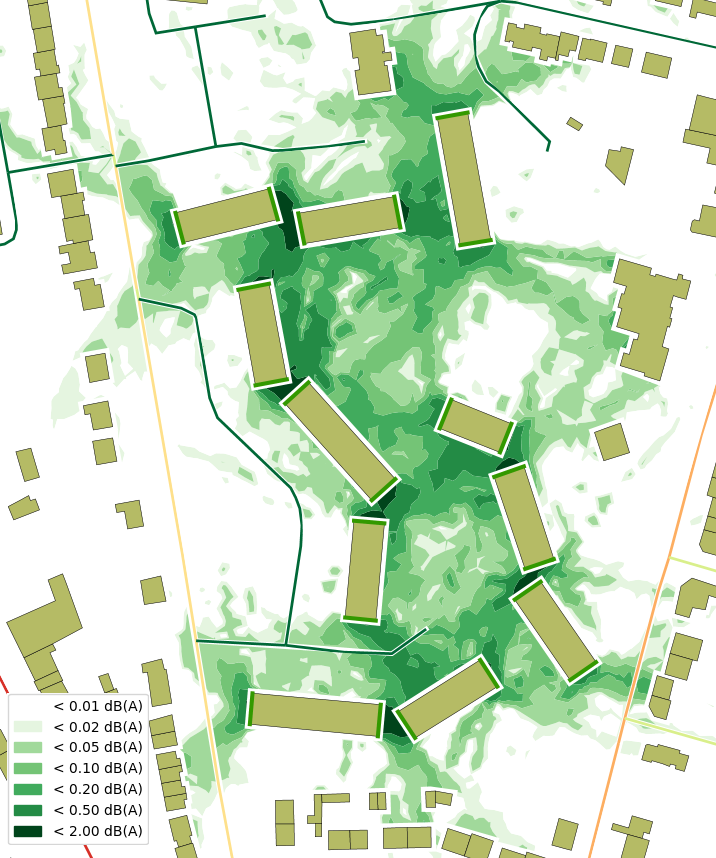 < 0.01 dB(A)
< 0.02 dB(A)
< 0.05 dB(A)
< 0.10 dB(A)
< 0.20 dB(A)
< 0.50 dB(A)
< 2.00 dB(A)